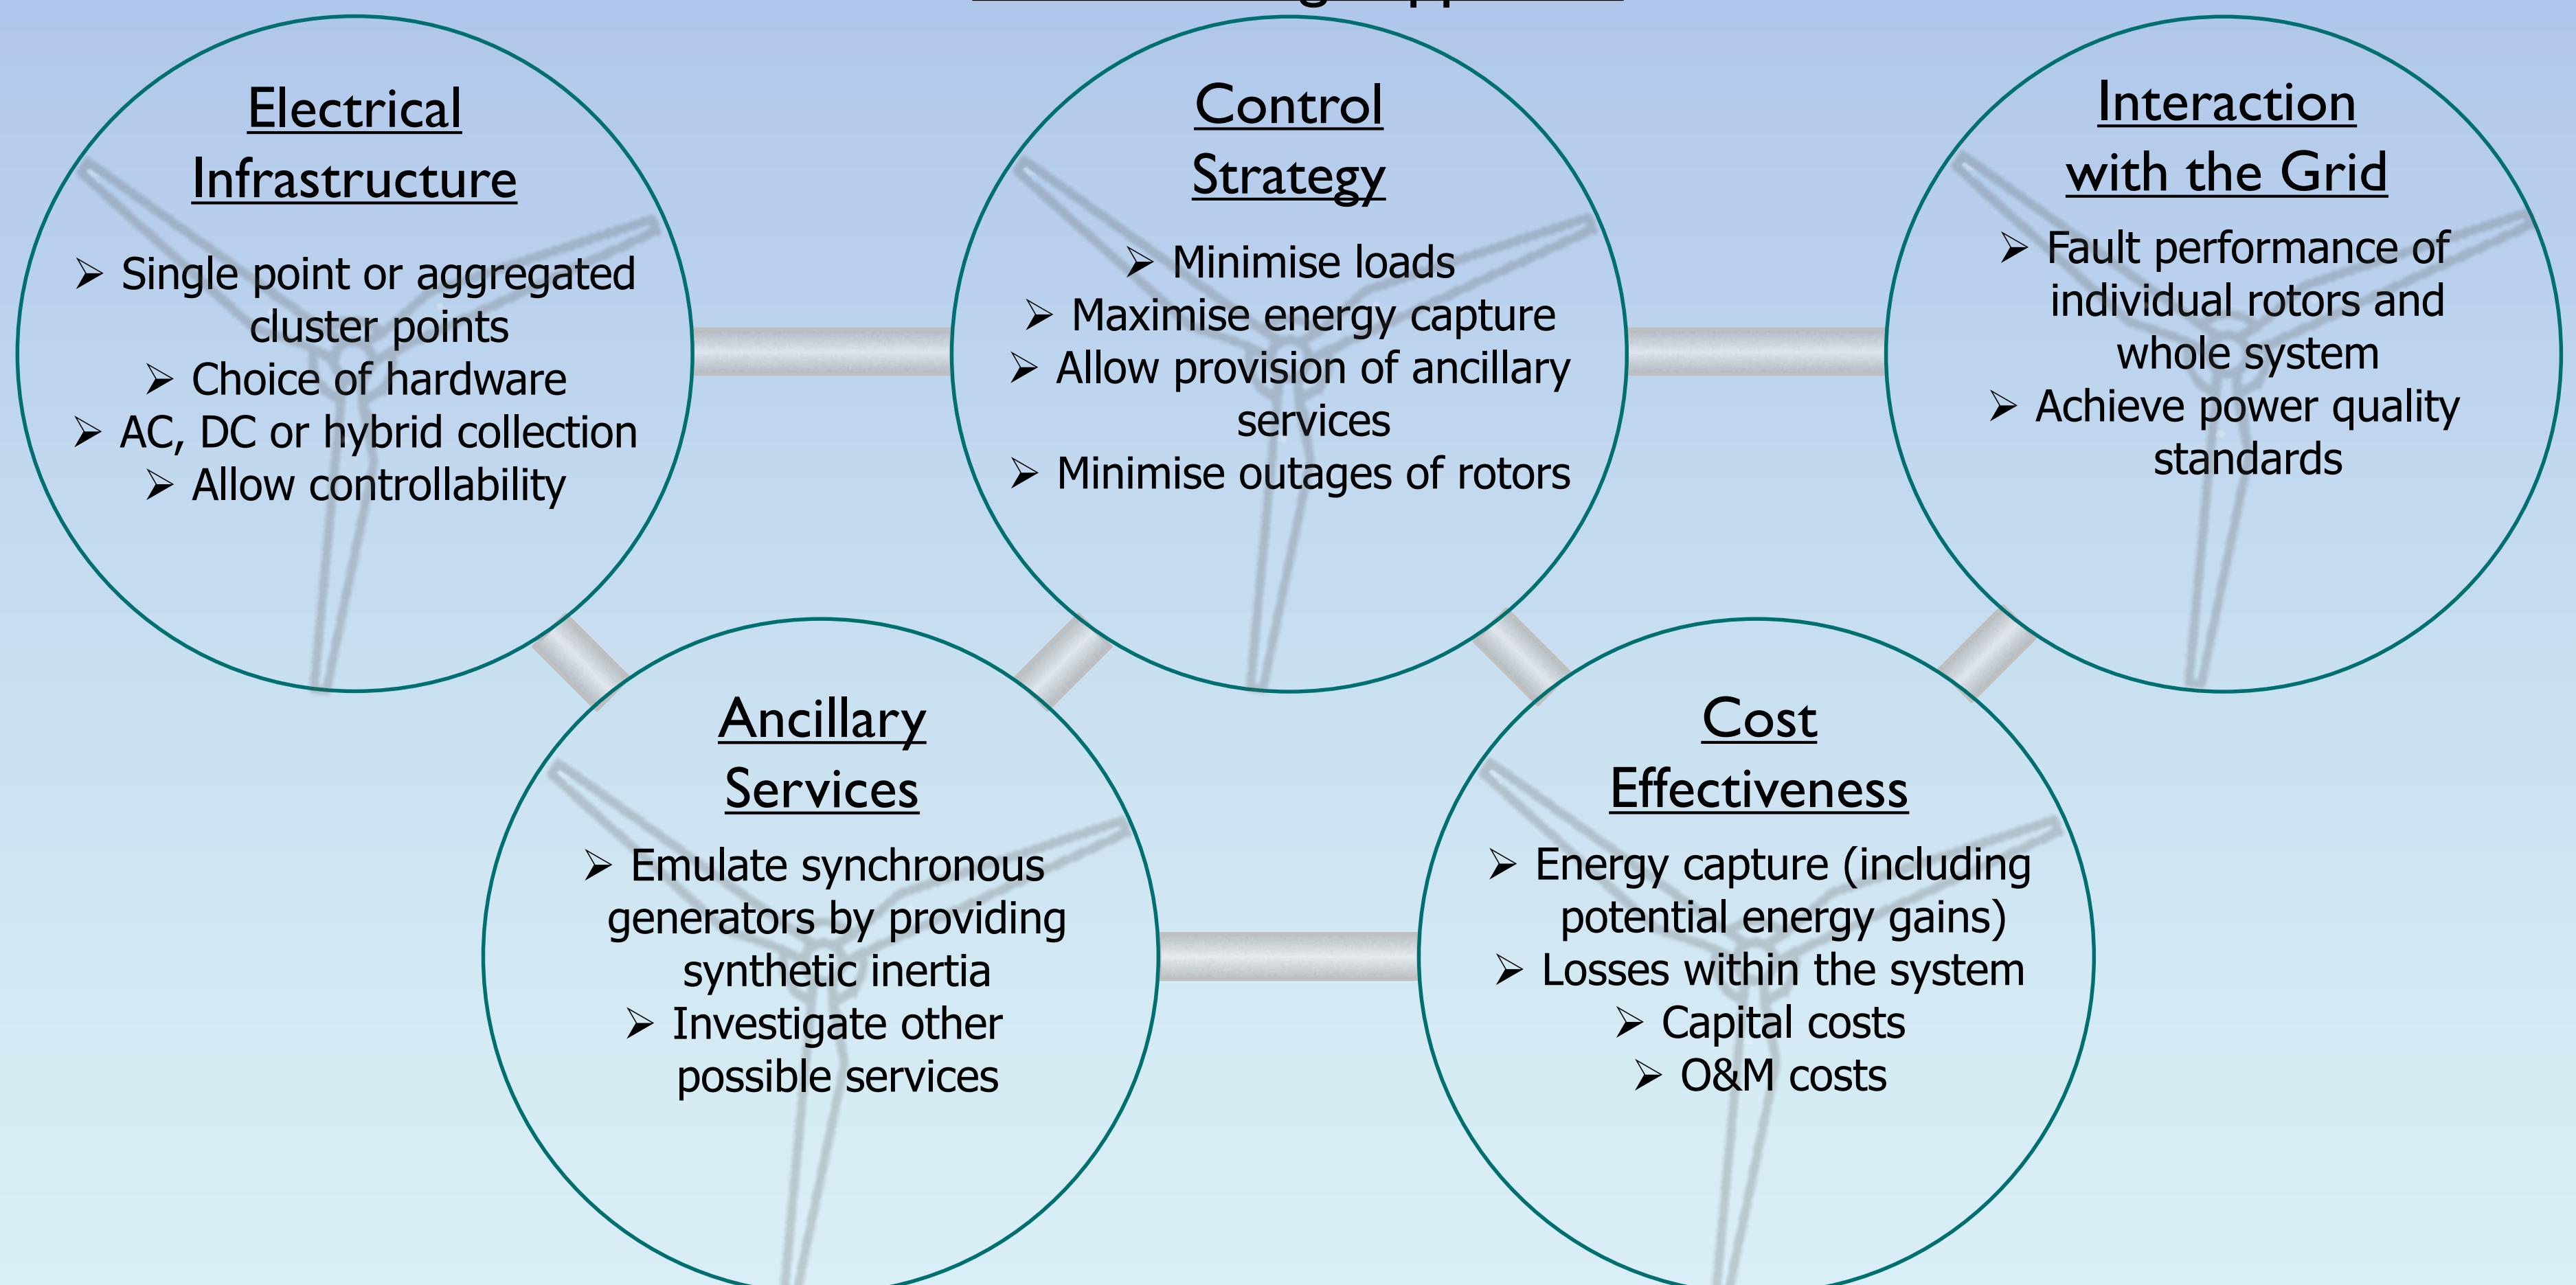 Electrical
Infrastructure
➢ Single point or aggregated
cluster points
➢ Choice of hardware
➢ AC, DC or hybrid collection
➢ Allow controllability
Control
Strategy
➢ Minimise loads
➢ Maximise energy capture
➢ Allow provision of ancillary
services
➢ Minimise outages of rotors
Interaction
with the Grid
➢ Fault performance of
individual rotors and
whole system
➢ Achieve power quality
standards
Ancillary
Services
➢ Emulate synchronous
generators by providing
synthetic inertia
➢ Investigate other
possible services
Cost
Effectiveness
➢ Energy capture (including
potential energy gains)
➢ Losses within the system
➢ Capital costs
➢ O&M costs